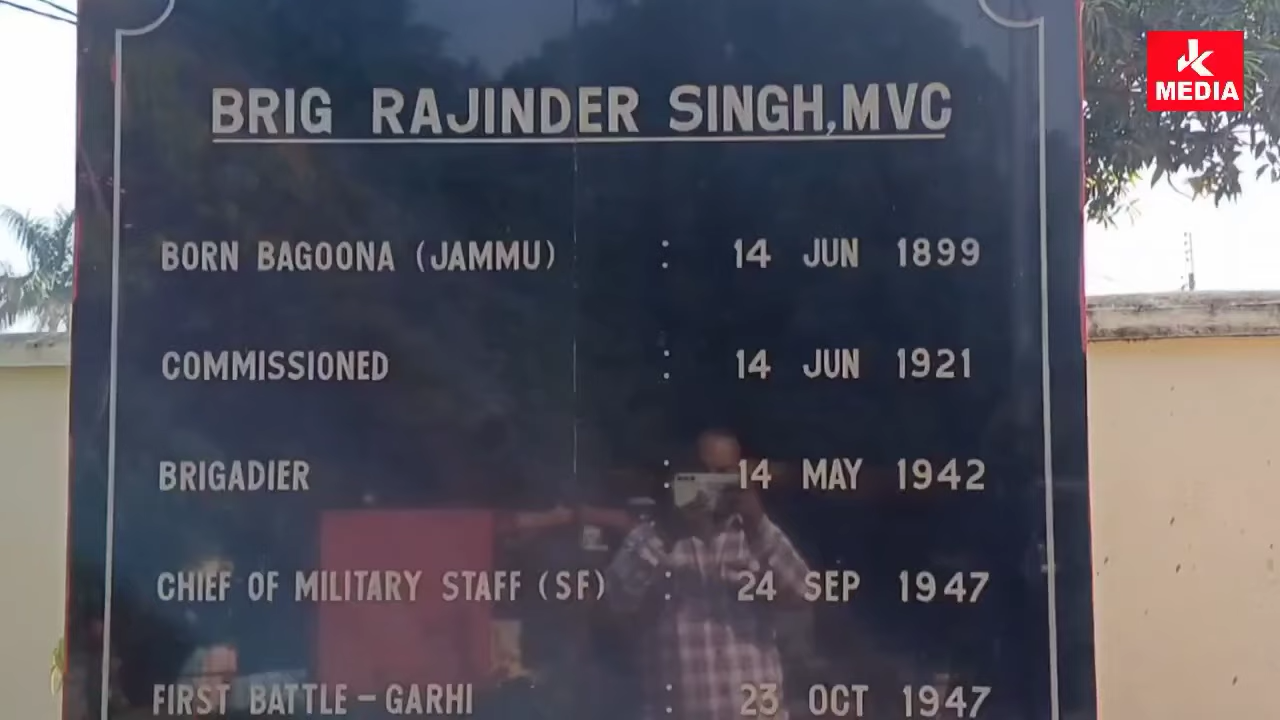 BRIG RAJINDER SINGH,MVC
BORN BAGOONA (JAMMU) : 14 JUN 1899
COMMISSIONED : 14 JUN 1921
BRIGADIER : 14 MAY 1942
CHIEF OF MILITARY STAFF (SF) : 24 SEP 1947
FIRST BATTLE - GARHI : 23 OCT 1947
JK
MEDIA